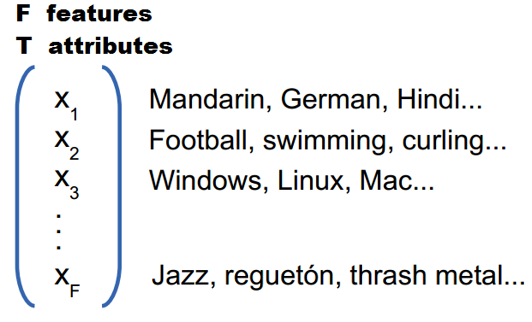 F features
T attributes
x1 Mandarin, German, Hindi...
x2 Football, swimming, curling...
x3 Windows, Linux, Mac...
xF Jazz, reguetón, thrash metal...